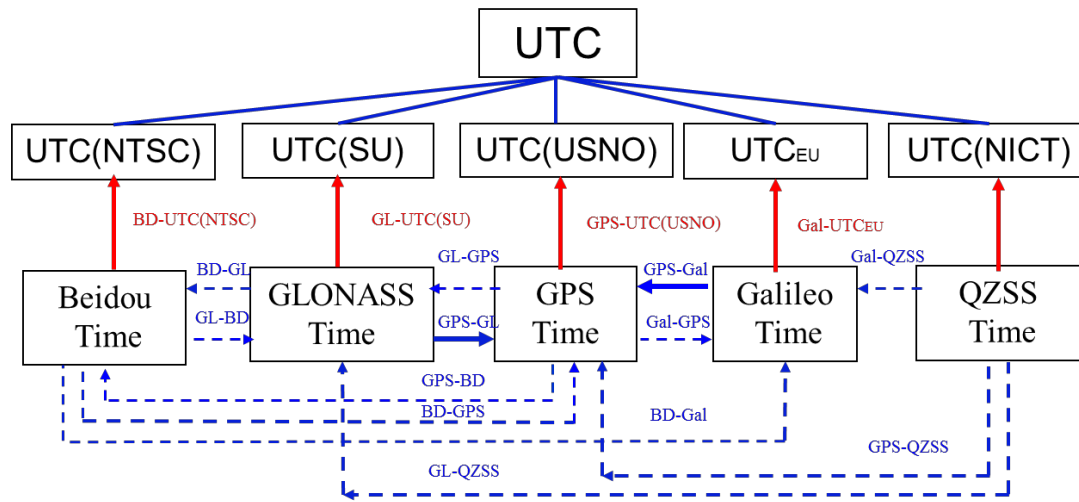 UTC
UTC(NTSC)
UTC(SU)
UTC(USNO)
UTCEU
UTC(NICT)
BD-UTC(NTSC)
GL-UTC(SU)
GPS-UTC(USNO)
Gal-UTCEU
BD-GL
GL-GPS
GPS-Gal
Gal-QZSS
Beidou
Time
GLONASS
Time
GPS
Time
Galileo
Time
QZSS
Time
GL-BD
GPS-GL
Gal-GPS
GPS-BD
BD-GPS
BD-Gal
GPS-QZSS
GL-QZSS